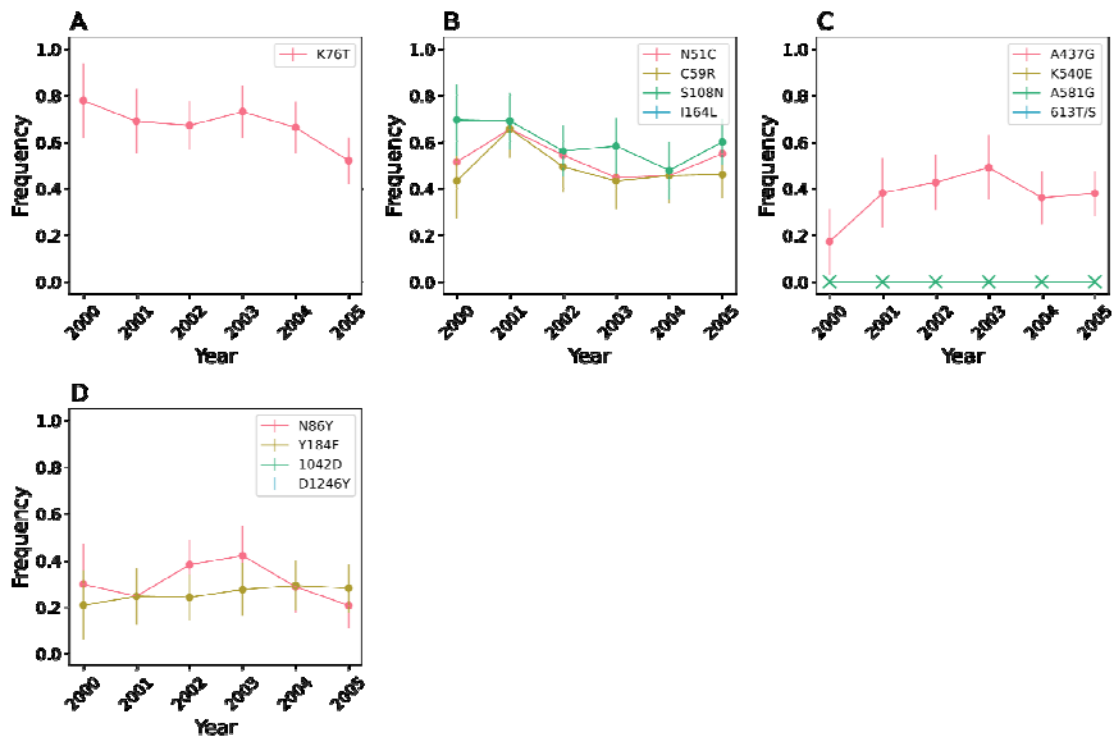 A
K76T
1.0
0.8
0.6
0.4
0.2
0.0
Frequency
2000
2001
2002
2003
2004
2005
Year
B
N51C
C59R
S108N
I164L
1.0
0.8
0.6
0.4
0.2
0.0
Frequency
2000
2001
2002
2003
2004
2005
Year
C
A437G
K540E
A581G
613T/S
1.0
0.8
0.6
0.4
0.2
0.0
Frequency
2000
2001
2002
2003
2004
2005
Year
D
N86Y
Y184F
1042D
D1246Y
1.0
0.8
0.6
0.4
0.2
0.0
Frequency
2000
2001
2002
2003
2004
2005
Year